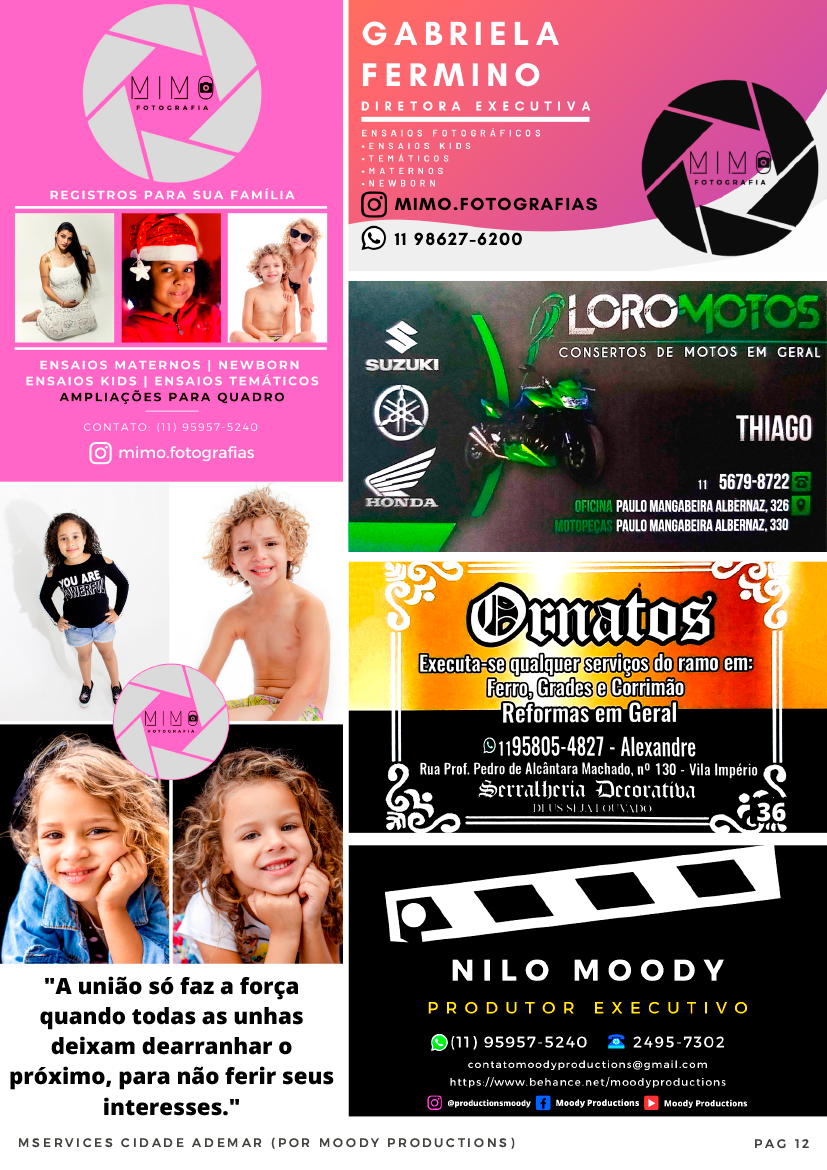 MIMO
FOTOGRAFIA
REGISTROS PARA SUA FAMÍLIA
ENSAIOS MATERNOS | NEWBORN
ENSAIOS KIDS | ENSAIOS TEMÁTICOS
AMPLIAÇÕES PARA QUADRO
CONTATO: (11) 95957-5240
mimo.fotografias
YOU ARE
POWERFUL
MIMO
FOTOGRAFIA
"A união só faz a força
quando todas as unhas
deixam dearranhar o
próximo, para não ferir seus
interesses."
GABRIELA
FERMINO
DIRETORA EXECUTIVA
ENSAIOS FOTOGRÁFICOS
•ENSAIOS KIDS
•TEMÁTICOS
•MATERNOS
•NEWBORN
MIMO.FOTOGRAFIAS
11 98627-6200
MIMO
FOTOGRAFIA
LOROMOTOS
CONSERTOS DE MOTOS EM GERAL
SUZUKI
HONDA
THIAGO
11 5679-8722
OFICINA PAULO MANGABEIRA ALBERNAZ, 326
MOTOPEÇAS PAULO MANGABEIRA ALBERNAZ, 330
Ornatos
Executa-se qualquer serviços do ramo em:
Ferro, Grades e Corrimão
Reformas em Geral
1195805-4827 - Alexandre
Rua Prof. Pedro de Alcântara Machado, nº 130 - Vila Império
Serralheria Decorativa
DEUS SEJA LOUVADO
36
NILO MOODY
PRODUTOR EXECUTIVO
(11) 95957-5240 2495-7302
contatomoodyproductions@gmail.com
https://www.behance.net/moodyproductions
@productionsmoody Moody Productions Moody Productions
MSERVICES CIDADE ADEMAR (POR MOODY PRODUCTIONS)
PAG 12